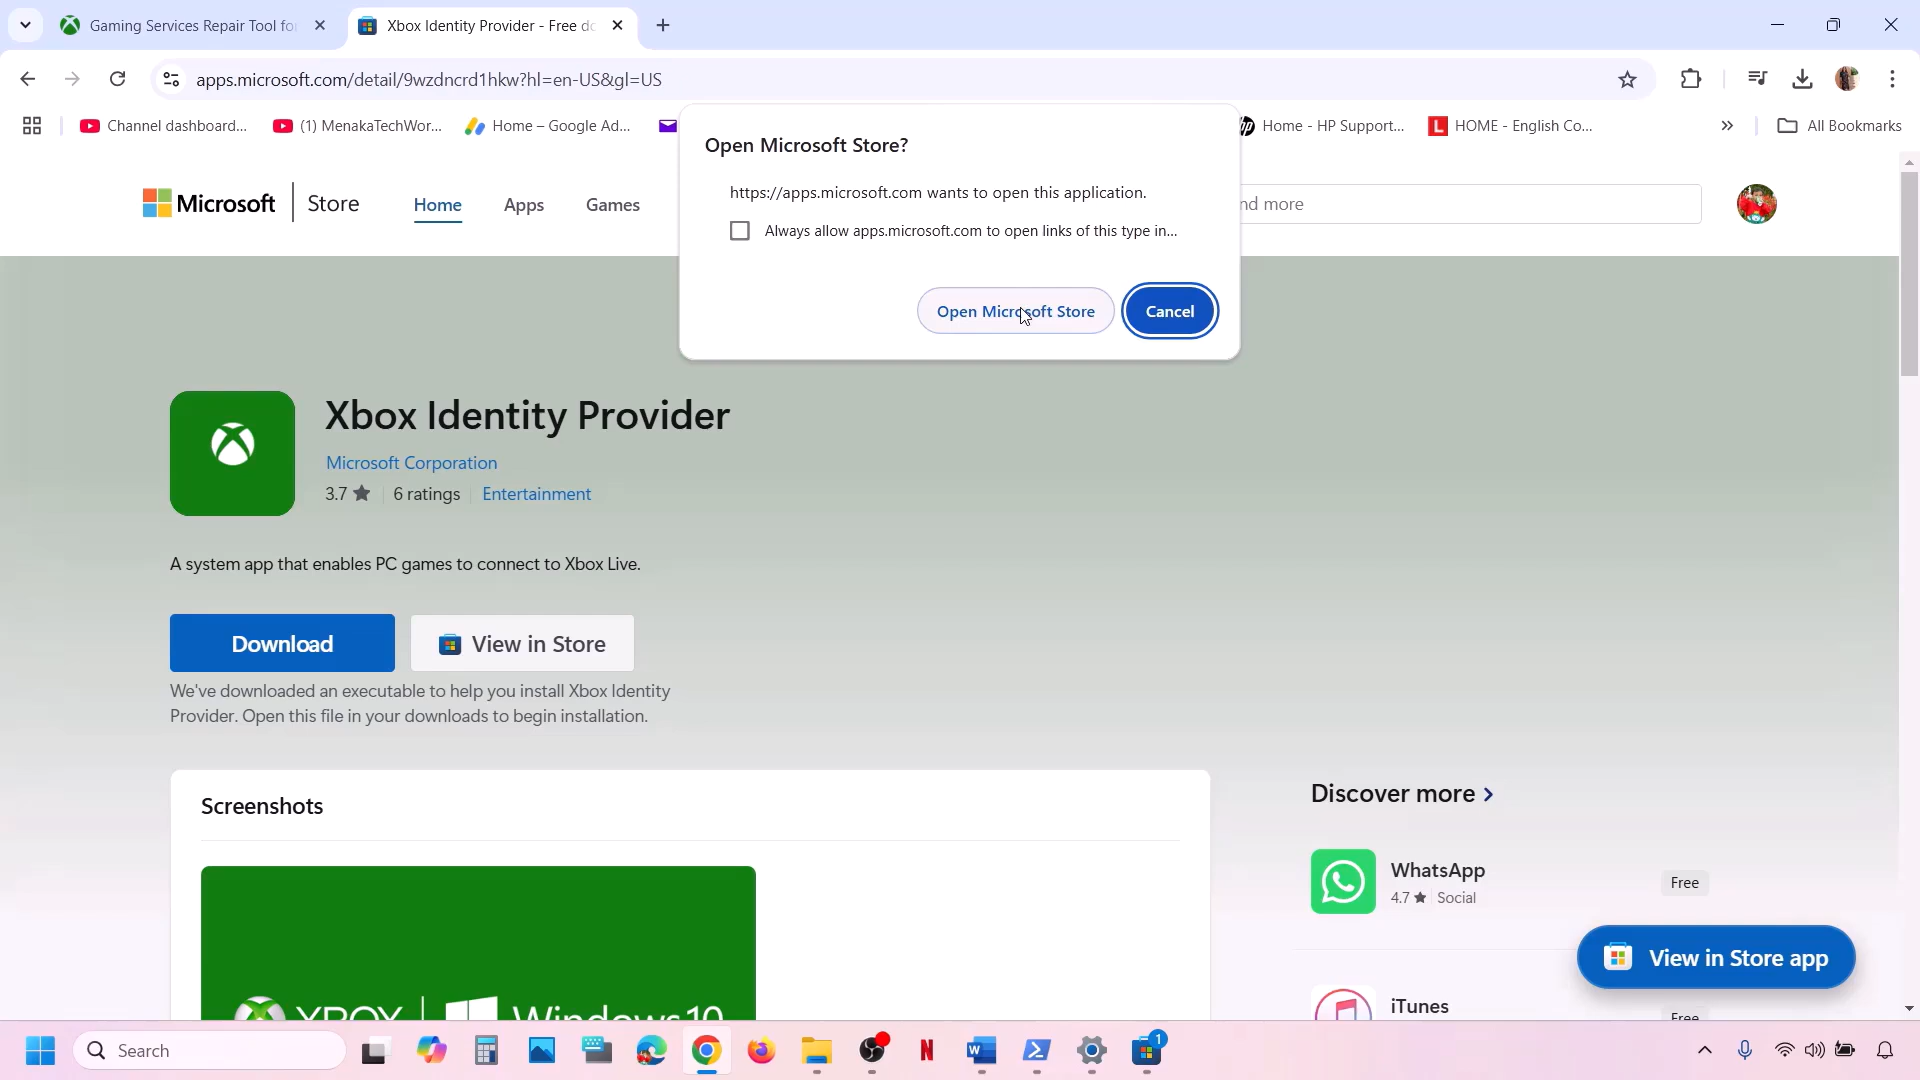 Gaming Services Repair Tool fo
Xbox Identity Provider - Free do
apps.microsoft.com/detail/9wzdncrd1hkw?hl=en-US&gl=US
Channel dashboard...
(1) MenakaTechWor...
Home – Google Ad...
Home - HP Support...
HOME - English Co...
All Bookmarks
Open Microsoft Store?
https://apps.microsoft.com wants to open this application.
Always allow apps.microsoft.com to open links of this type in...
Open Microsoft Store
Cancel
Microsoft
Store
Home
Apps
Games
nd more
Xbox Identity Provider
Microsoft Corporation
3.7 ★
6 ratings
Entertainment
A system app that enables PC games to connect to Xbox Live.
Download
View in Store
We've downloaded an executable to help you install Xbox Identity
Provider. Open this file in your downloads to begin installation.
Screenshots
XBOX
Windows 10
Discover more
WhatsApp
4.7 ★
Social
Free
View in Store app
iTunes
Free
Search
1